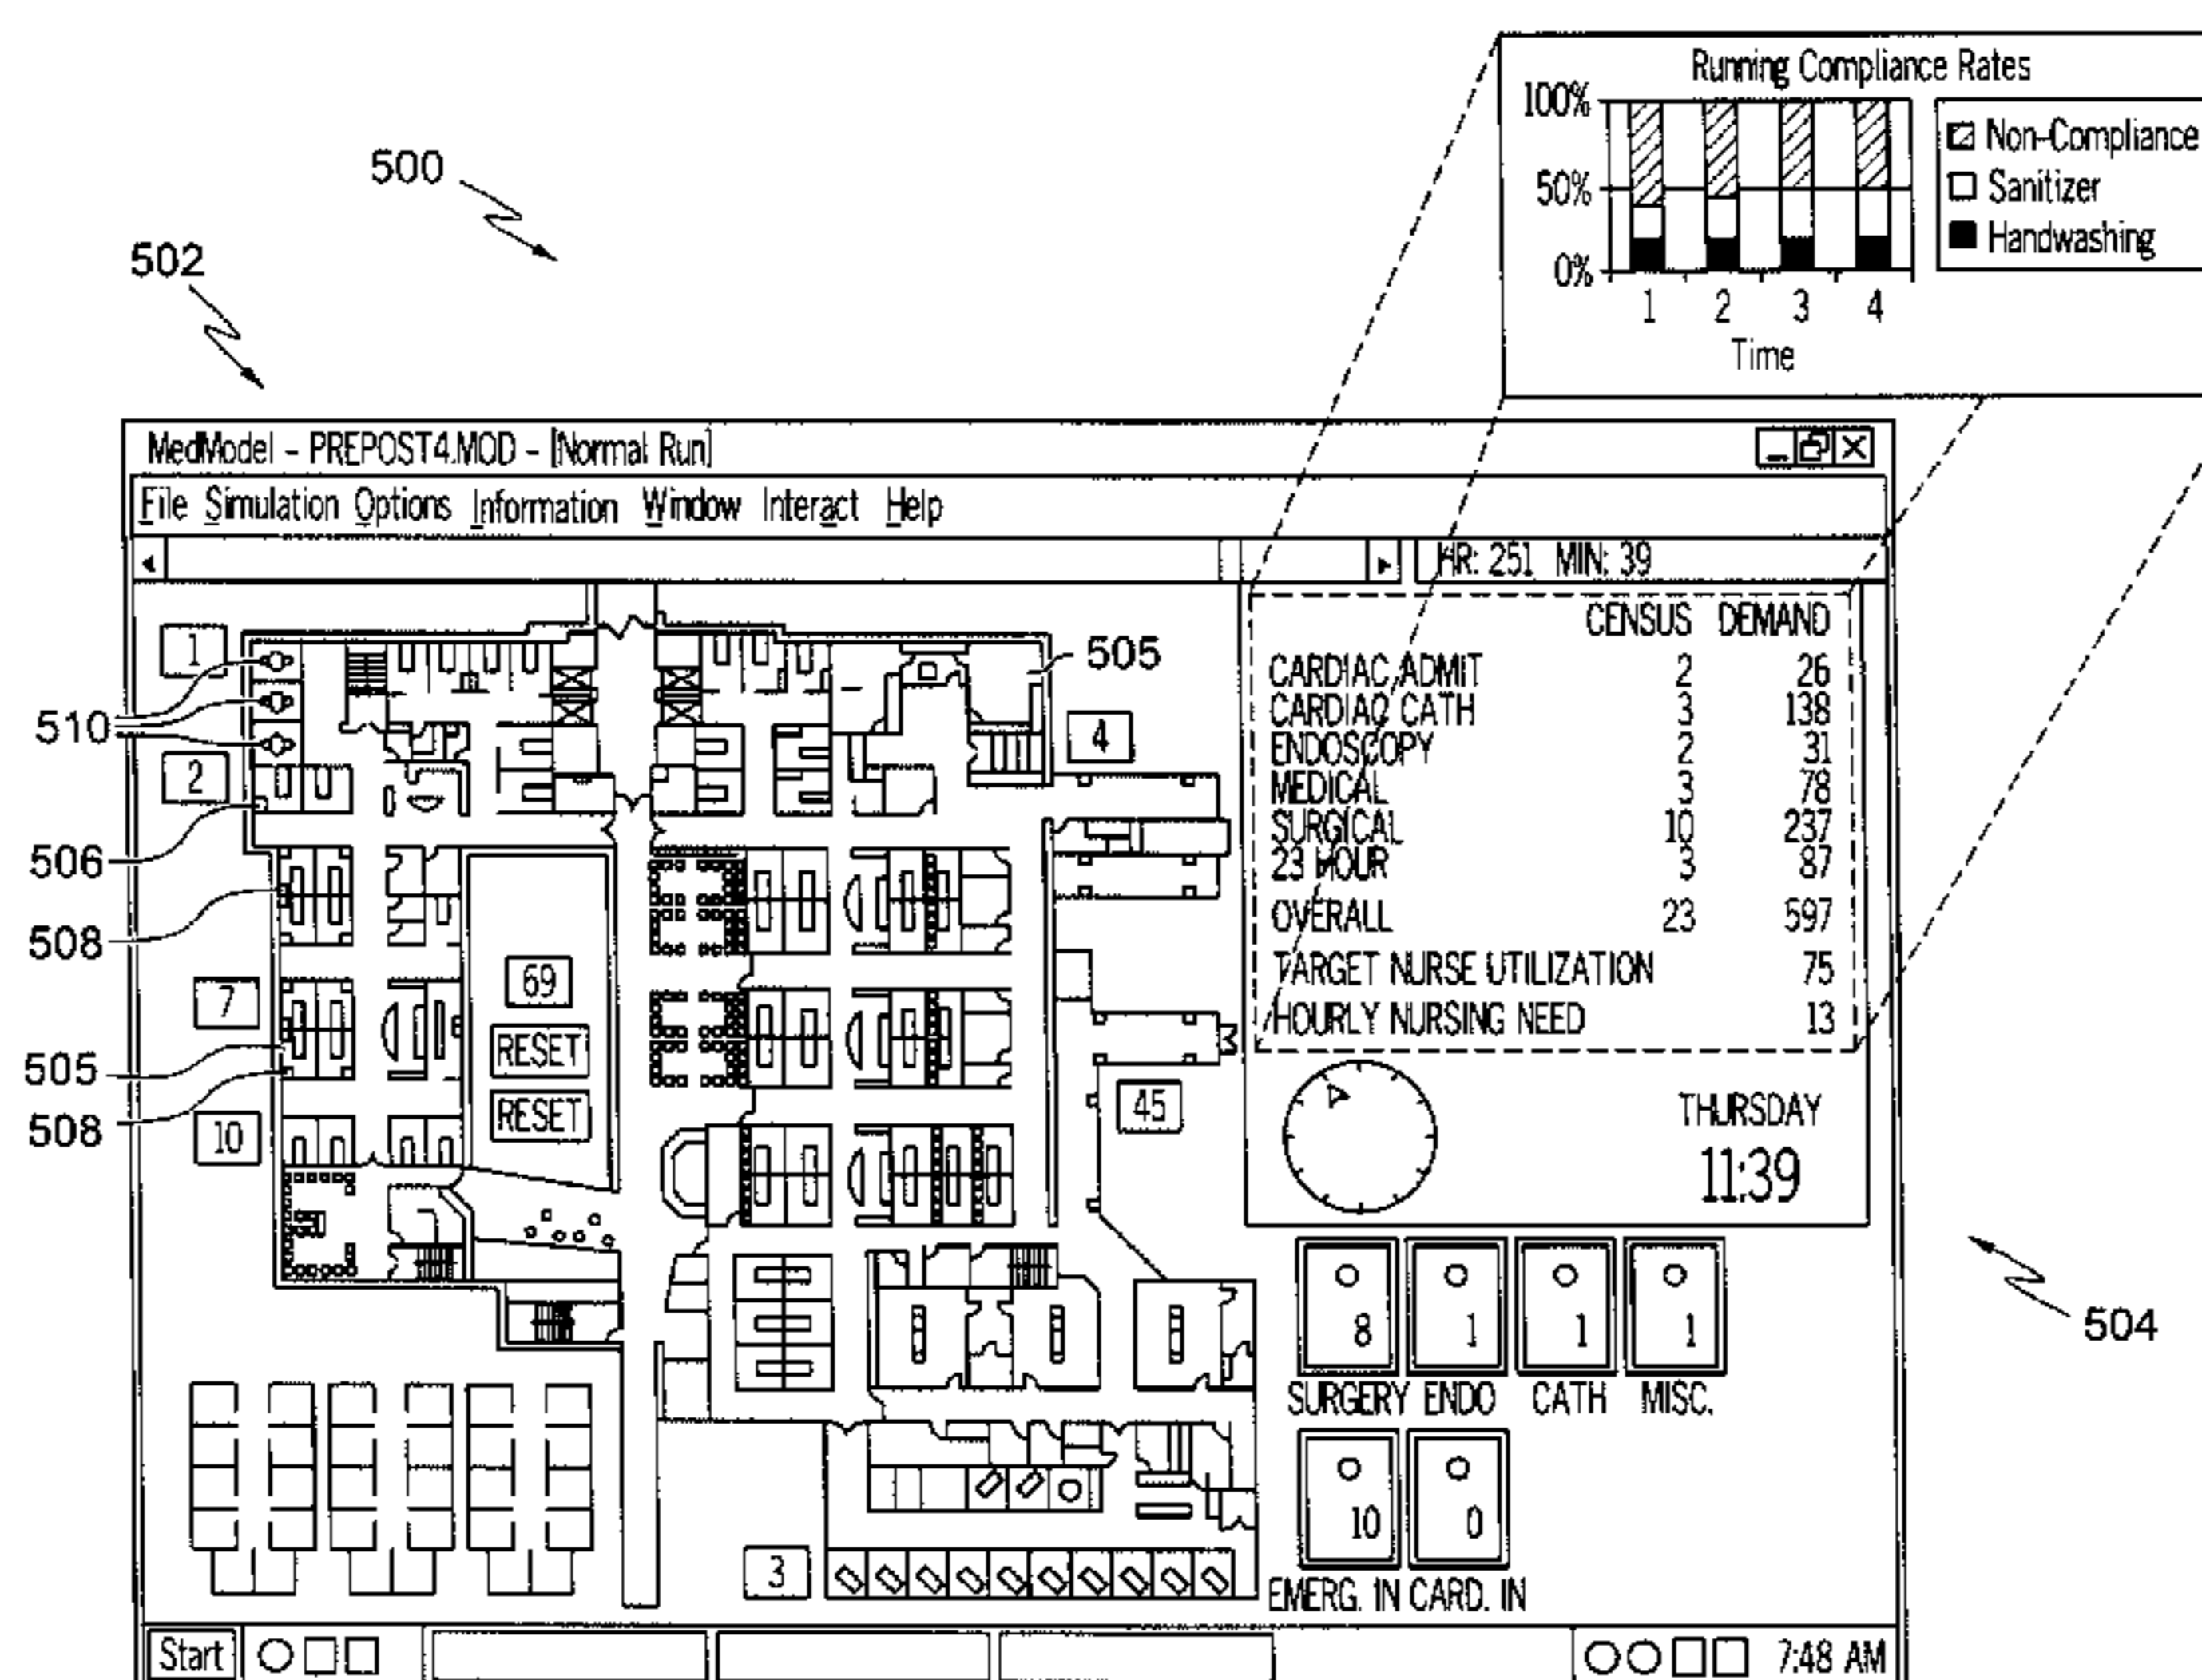 Running Compliance Rates
100%
50%
0%
1 2 3 4
Time
Non-Compliance
Sanitizer
Handwashing
500
502
MedModel - PREPOST4.MOD - [Normal Run]
File Simulation Options Information Window Interact Help
HR: 251 MIN: 39
1
510
2
506
508
7
505
508
10
69
RESET
RESET
505
4
45
3
CENSUS DEMAND
CARDIAC ADMIT 2 26
CARDIAC CATH 3 138
ENDOSCOPY 2 31
MEDICAL 3 78
SURGICAL 10 237
23 HOUR 3 87
OVERALL 23 597
TARGET NURSE UTILIZATION 75
HOURLY NURSING NEED 13
THURSDAY
11:39
504
8 1 1 1
SURGERY ENDO CATH MISC.
10 0
EMERG. IN CARD. IN
Start
7:48 AM